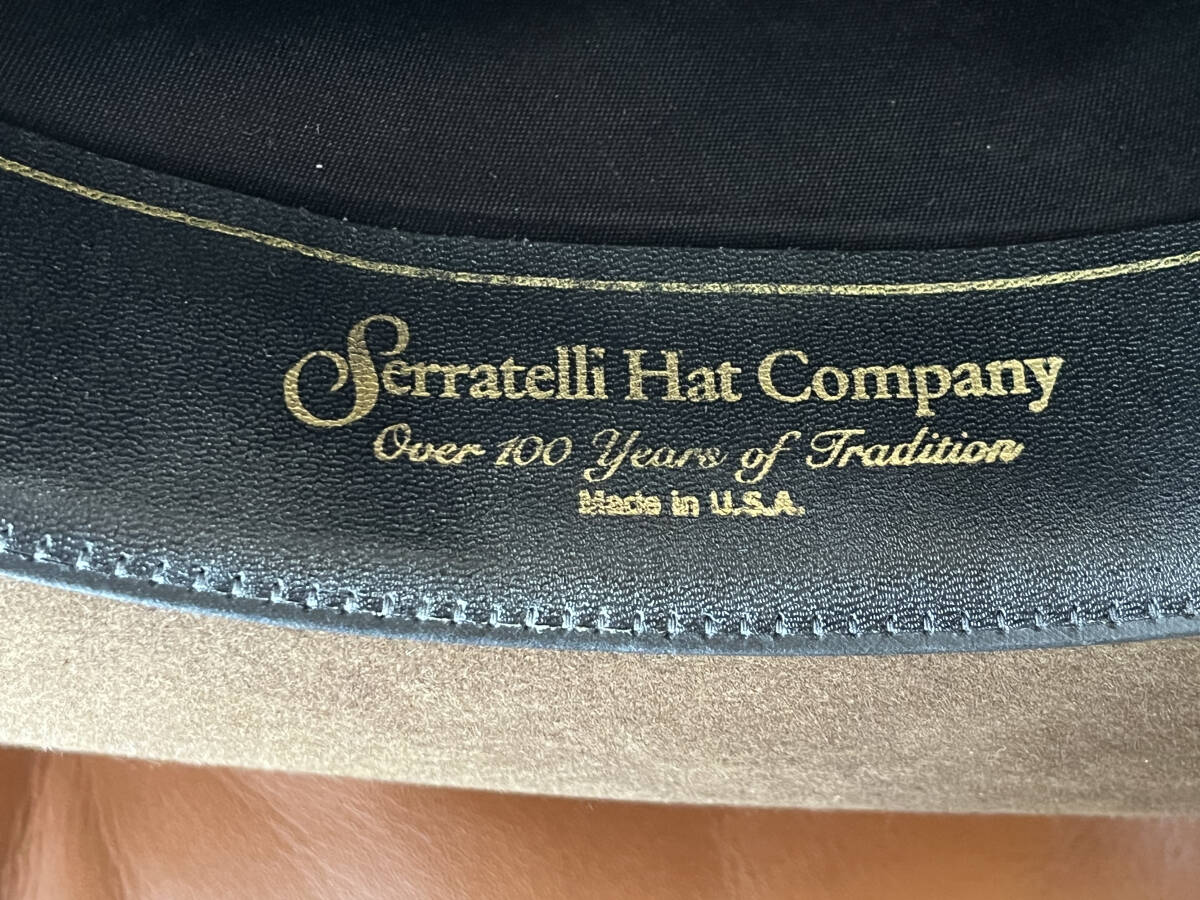 Serratelli Hat Company
Over 100 Years of Tradition
Made in U.S.A.